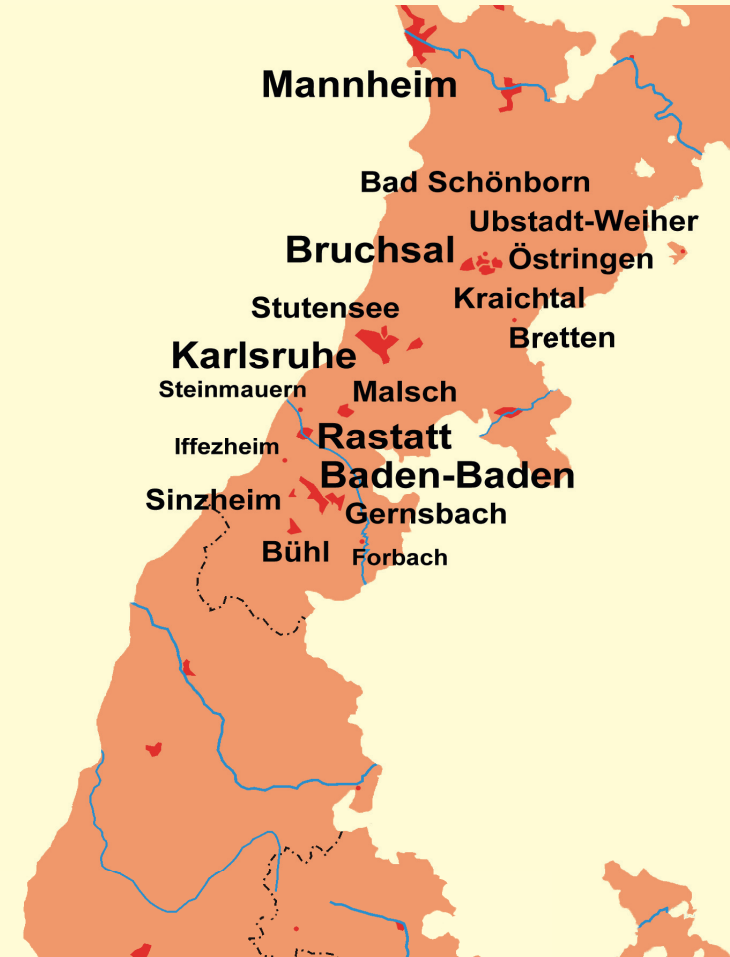 Mannheim
Bad Schönborn
Ubstadt-Weiher
Bruchsal
Östringen
Kraichtal
Stutensee
Bretten
Karlsruhe
Steinmauern
Malsch
Rastatt
Iffezheim
Baden-Baden
Sinzheim
Gernsbach
Bühl
Forbach